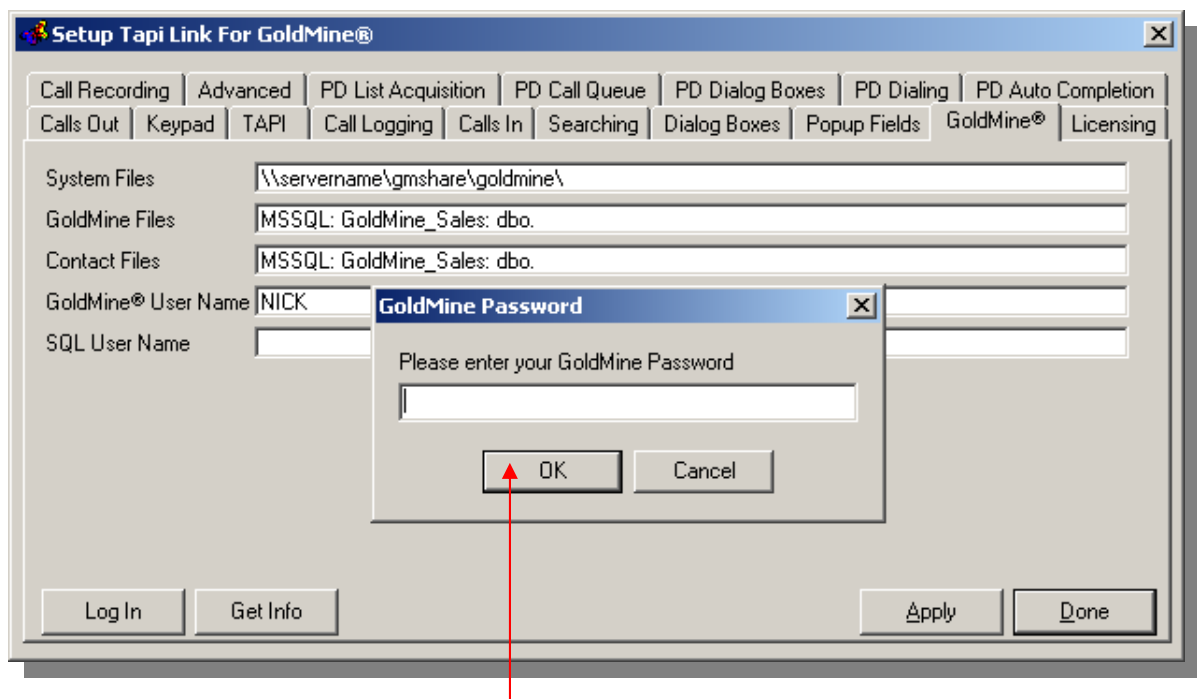 Setup Tapi Link For GoldMine®
Call Recording Advanced PD List Acquisition PD Call Queue PD Dialog Boxes PD Dialing PD Auto Completion
Calls Out Keypad TAPI Call Logging Calls In Searching Dialog Boxes Popup Fields GoldMine® Licensing
System Files \\servername\gmshare\goldmine\
GoldMine Files MSSQL: GoldMine_Sales: dbo.
Contact Files MSSQL: GoldMine_Sales: dbo.
GoldMine® User Name NICK
SQL User Name
GoldMine Password
Please enter your GoldMine Password
OK Cancel
Log In Get Info Apply Done